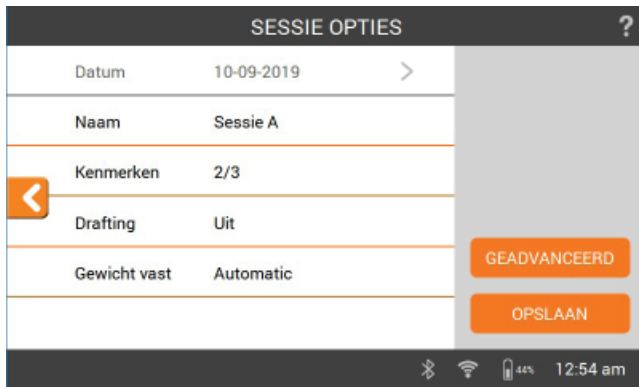 SESSIE OPTIES ?
Datum 10-09-2019
Naam Sessie A
Kenmerken 2/3
Drafting Uit
Gewicht vast Automatic
GEADVANCEERD
OPSLAAN
44% 12:54 am